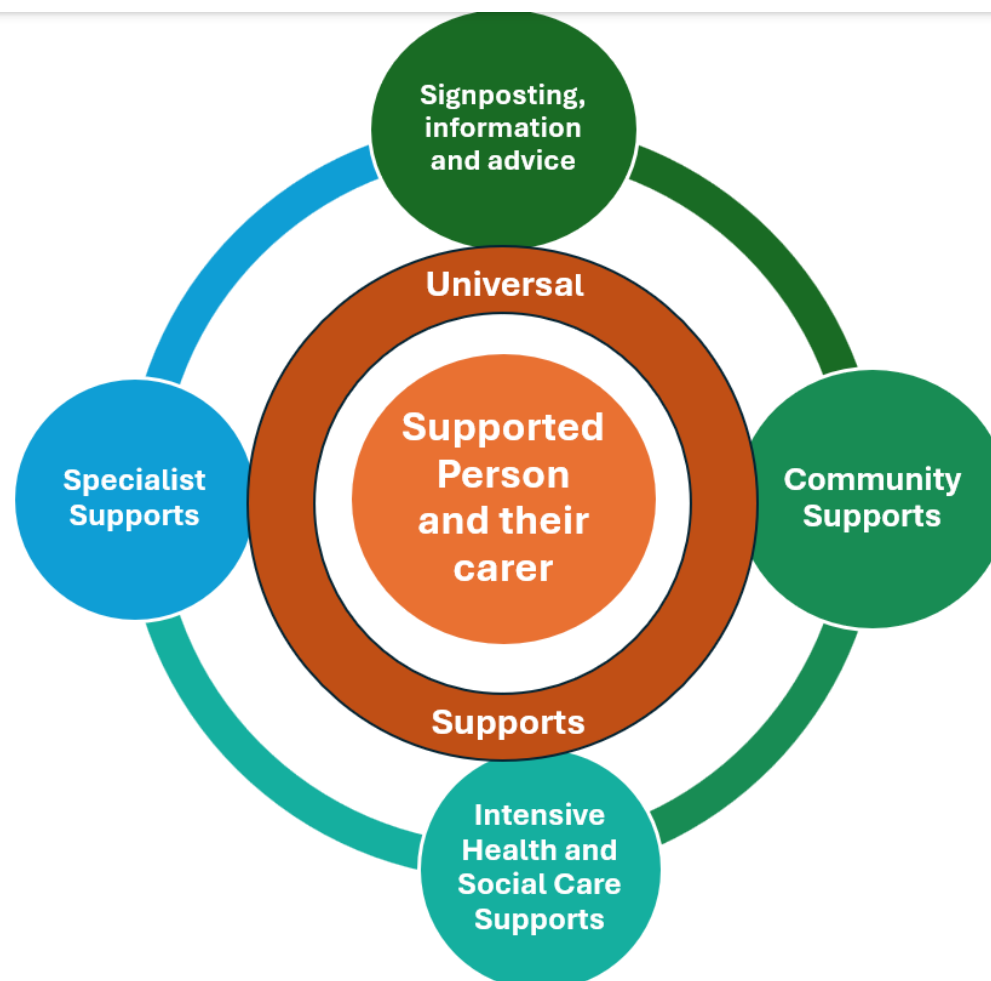 Signposting,
information
and advice
Universal
Supported
Person
and their
carer
Specialist
Supports
Community
Supports
Supports
Intensive
Health and
Social Care
Supports